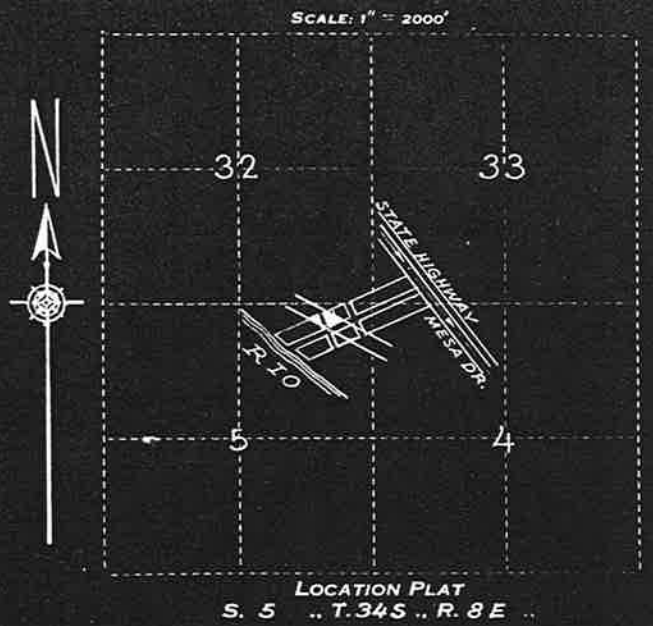 SCALE: 1" = 2000'
N
32
33
STATE HIGHWAY
MESA DR.
RIO
5
4
LOCATION PLAT
S. 5 .. T. 34 S .. R. 8 E ..